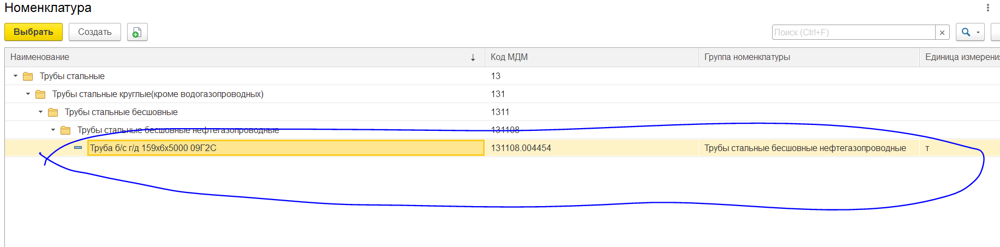 Номенклатура
Выбрать Создать Поиск (Ctrl+F)
Наименование Код МДМ Группа номенклатуры Единица измерения
Трубы стальные 13
Трубы стальные круглые(кроме водогазопроводных) 131
Трубы стальные бесшовные 1311
Трубы стальные бесшовные нефтегазопроводные 131108
Труба б/с г/д 159х6х5000 09Г2С 131108.004454 Трубы стальные бесшовные нефтегазопроводные т